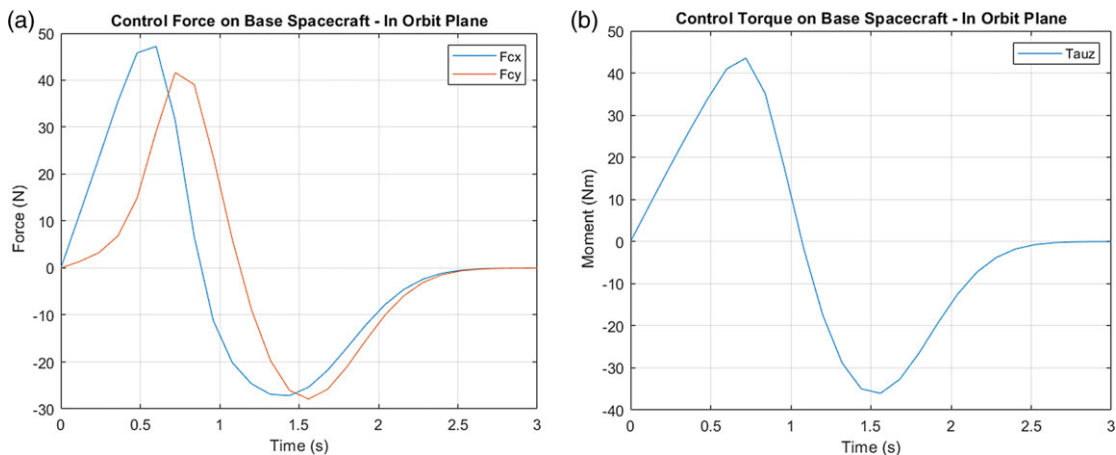 (a)
Control Force on Base Spacecraft - In Orbit Plane
50
40
30
20
10
0
-10
-20
-30
Force (N)
Fcx
Fcy
0 0.5 1 1.5 2 2.5 3
Time (s)
(b)
Control Torque on Base Spacecraft - In Orbit Plane
50
40
30
20
10
0
-10
-20
-30
-40
Moment (Nm)
Tauz
0 0.5 1 1.5 2 2.5 3
Time (s)